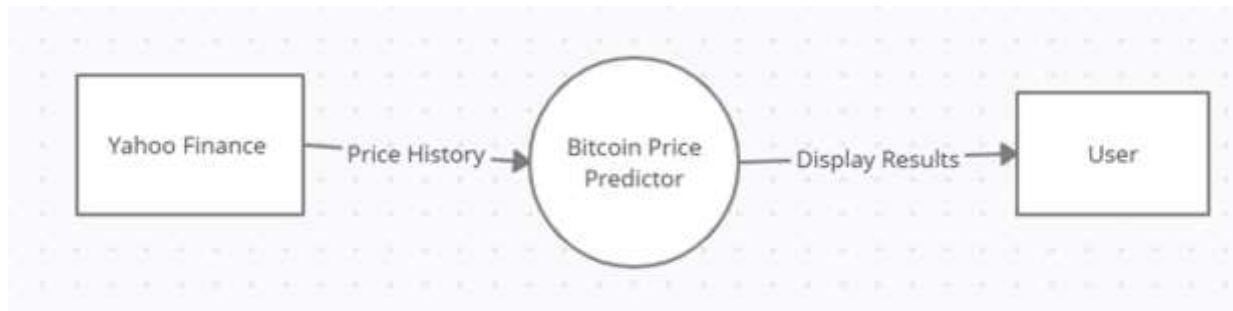 Yahoo Finance
Price History
Bitcoin Price
Predictor
Display Results
User